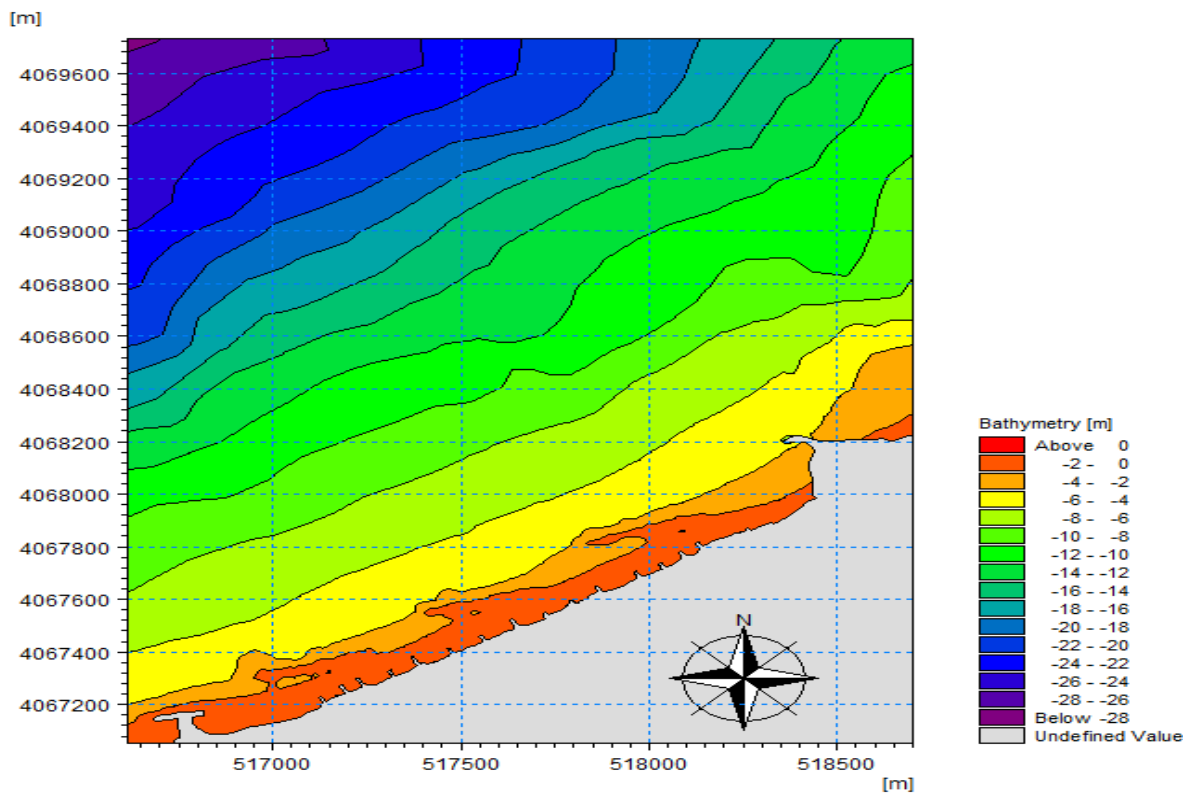 [m]
4069600
4069400
4069200
4069000
4068800
4068600
4068400
4068200
4068000
4067800
4067600
4067400
4067200
517000 517500 518000 518500
[m]
N
Bathymetry [m]
Above 0
-2 - 0
-4 - -2
-6 - -4
-8 - -6
-10 - -8
-12 - -10
-14 - -12
-16 - -14
-18 - -16
-20 - -18
-22 - -20
-24 - -22
-26 - -24
-28 - -26
Below -28
Undefined Value